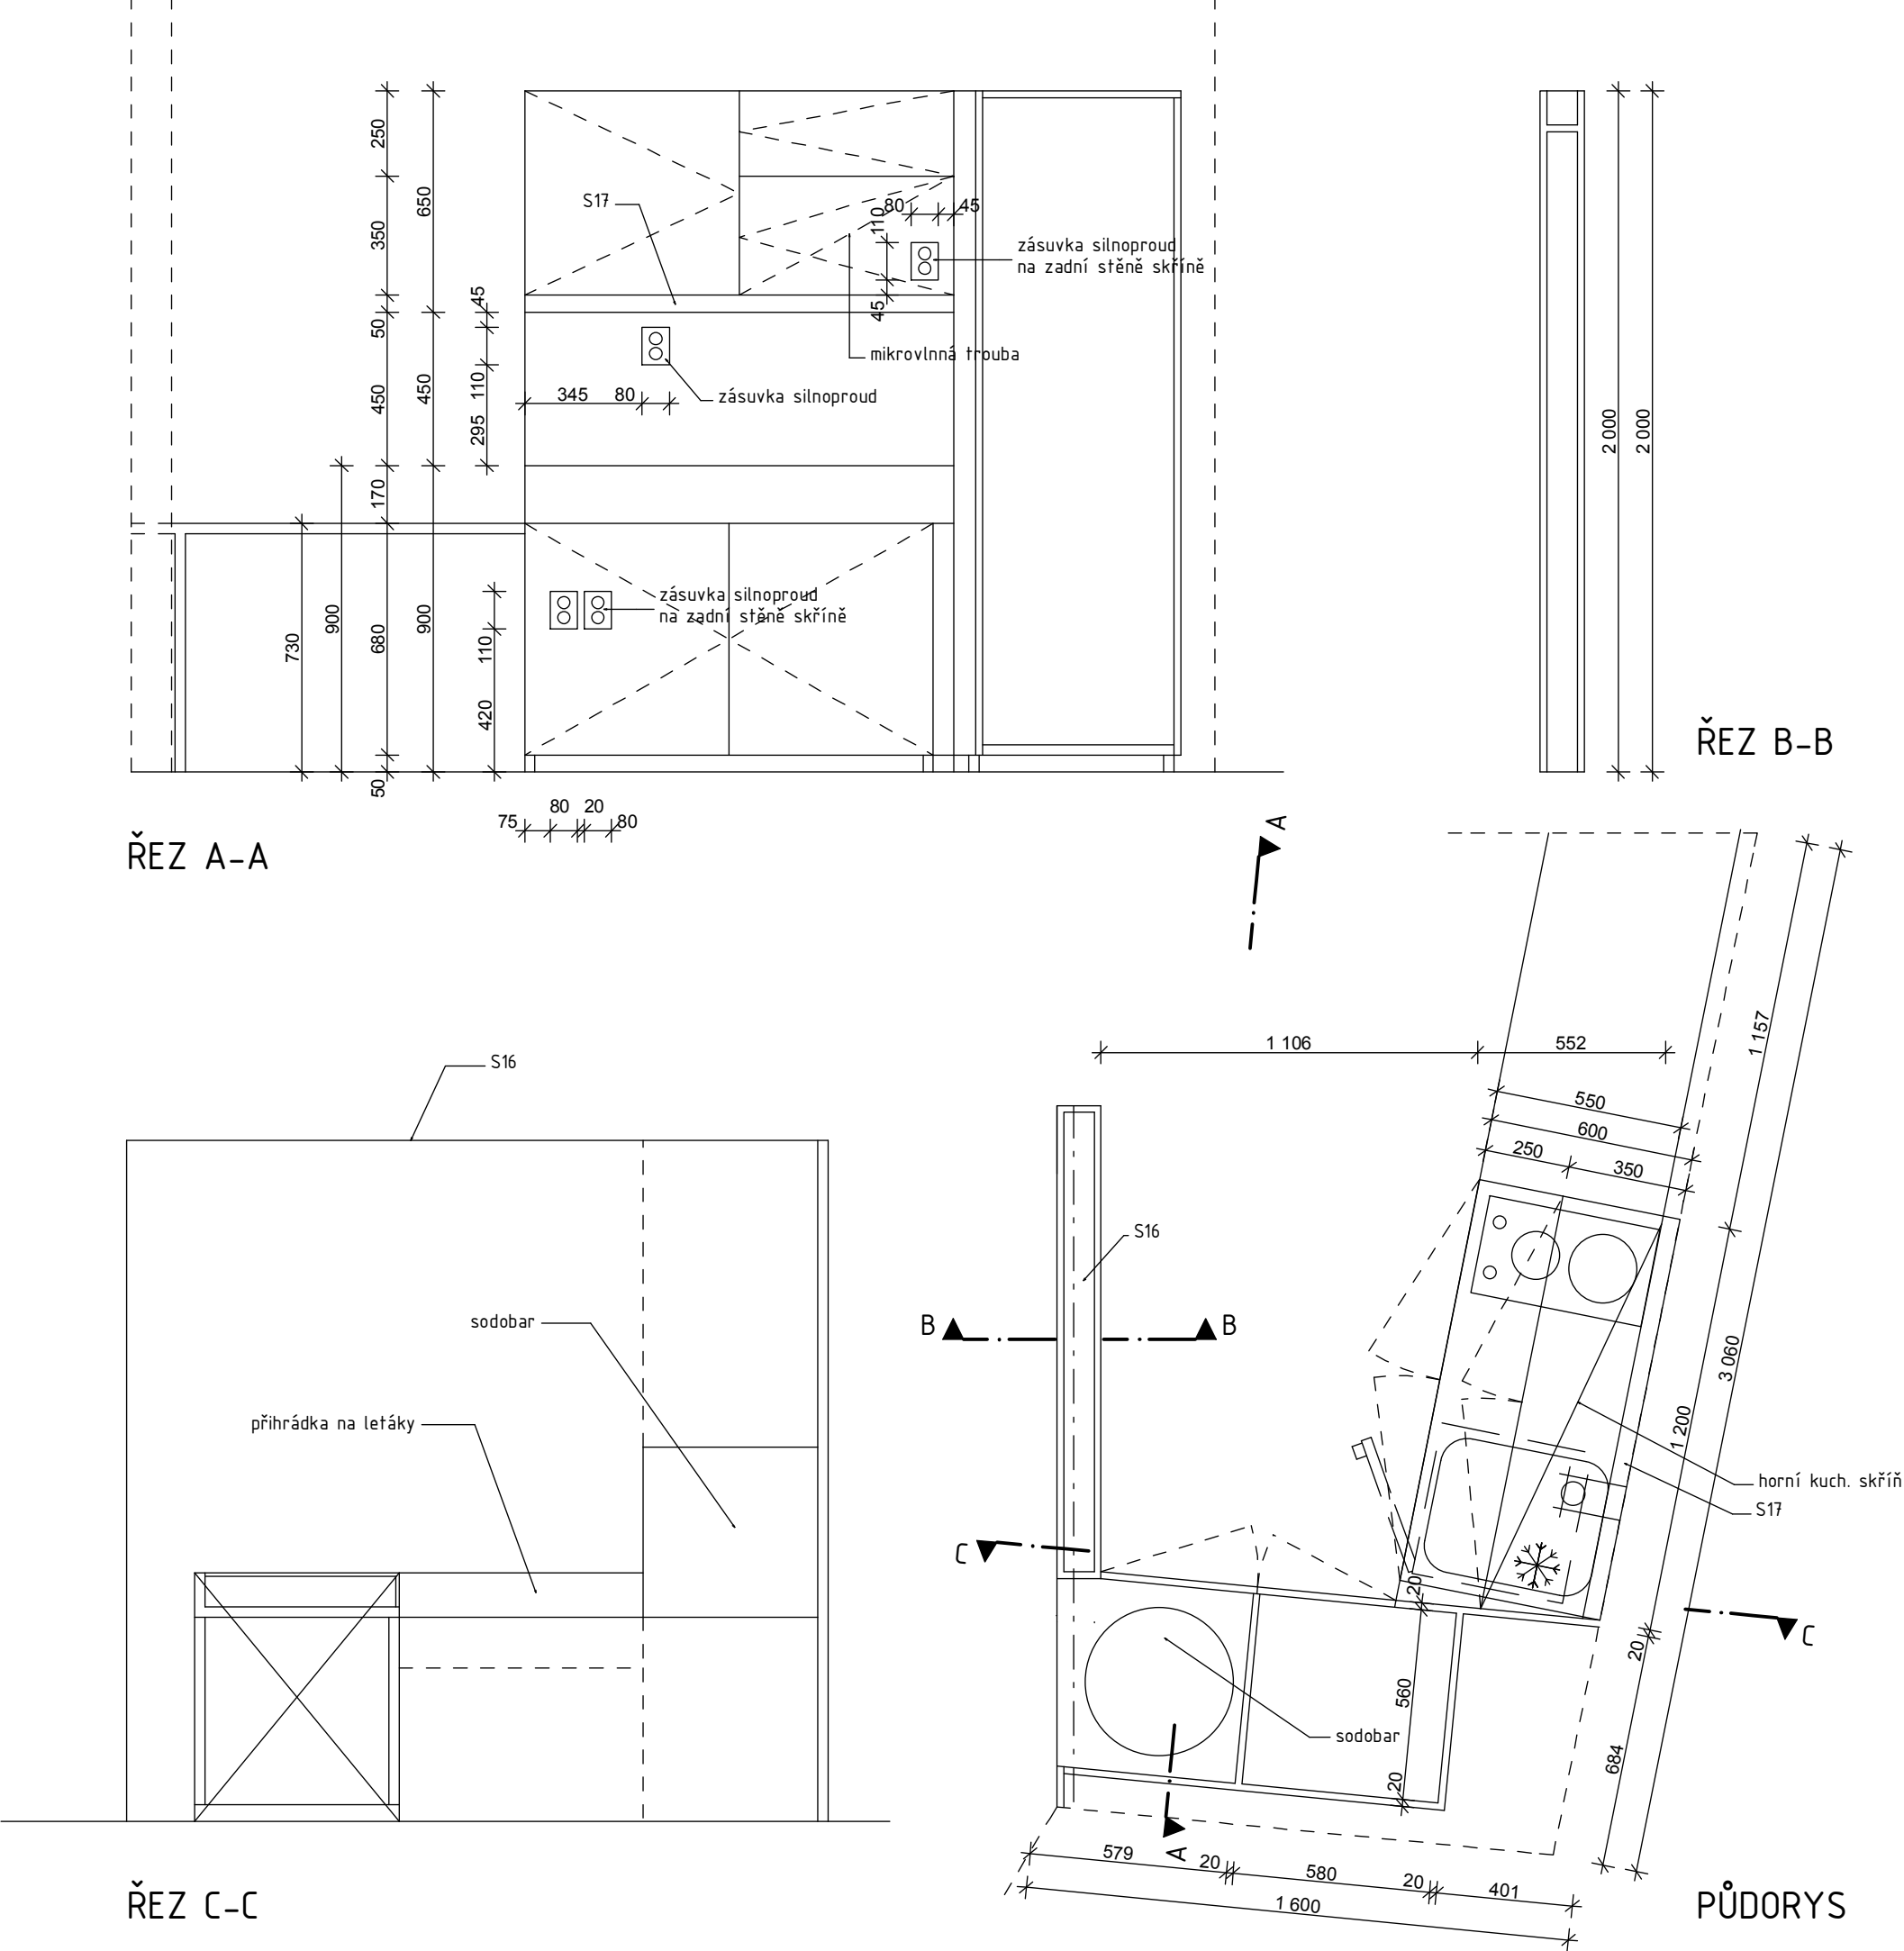 250
650
350
50
450
450
170
680
900
900
730
50
45
110
295
110
420
S17
345
80
80
45
110
45
zásuvka silnoproud
na zadní stěně skříně
mikrovlnná trouba
zásuvka silnoproud
zásuvka silnoproud
na zadní stěně skříně
75
80
20
80
ŘEZ A-A
2 000
2 000
ŘEZ B-B
S16
sodobar
přihrádka na letáky
ŘEZ C-C
A
1 106
552
1 157
550
600
250
350
S16
B
B
3 060
1 200
horní kuch. skříň
S17
C
20
C
20
560
sodobar
684
20
A
579
20
580
20
401
1 600
PŮDORYS